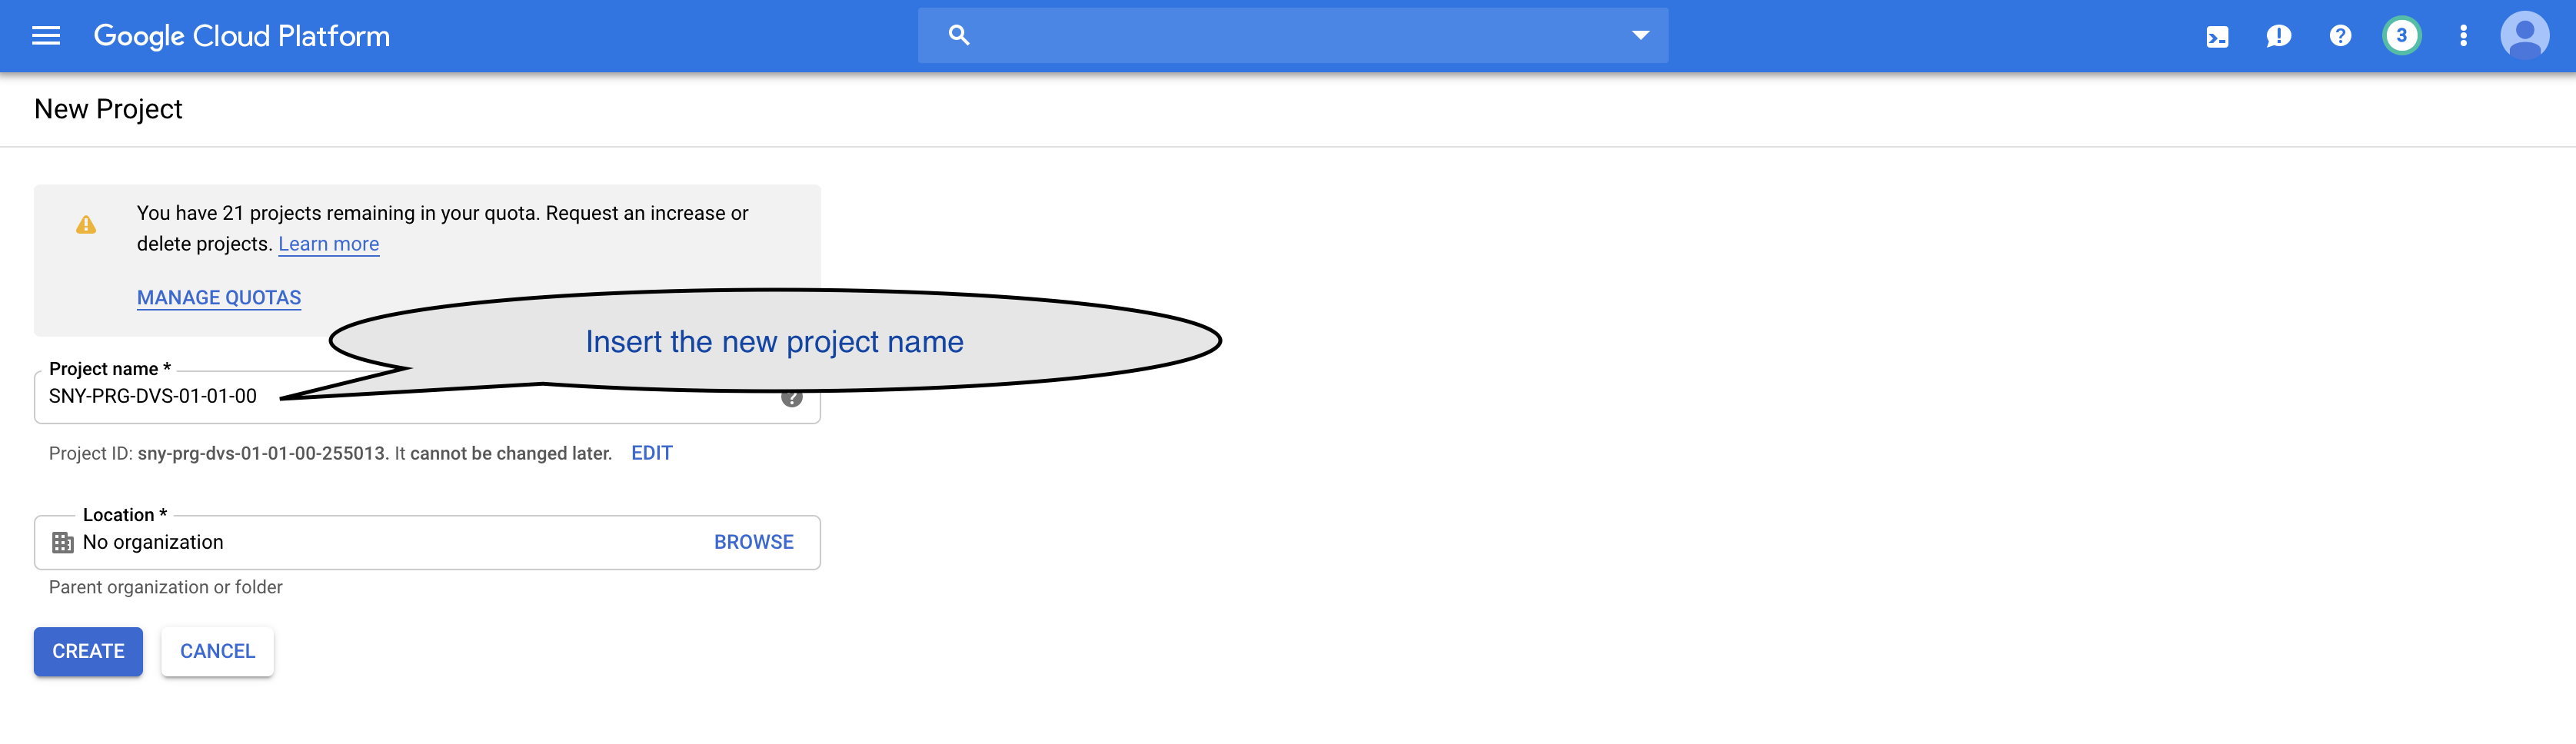 Google Cloud Platform
3
New Project
You have 21 projects remaining in your quota. Request an increase or
delete projects. Learn more
MANAGE QUOTAS
Insert the new project name
Project name *
SNY-PRG-DVS-01-01-00
Project ID: sny-prg-dvs-01-01-00-255013. It cannot be changed later. EDIT
Location *
No organization BROWSE
Parent organization or folder
CREATE CANCEL